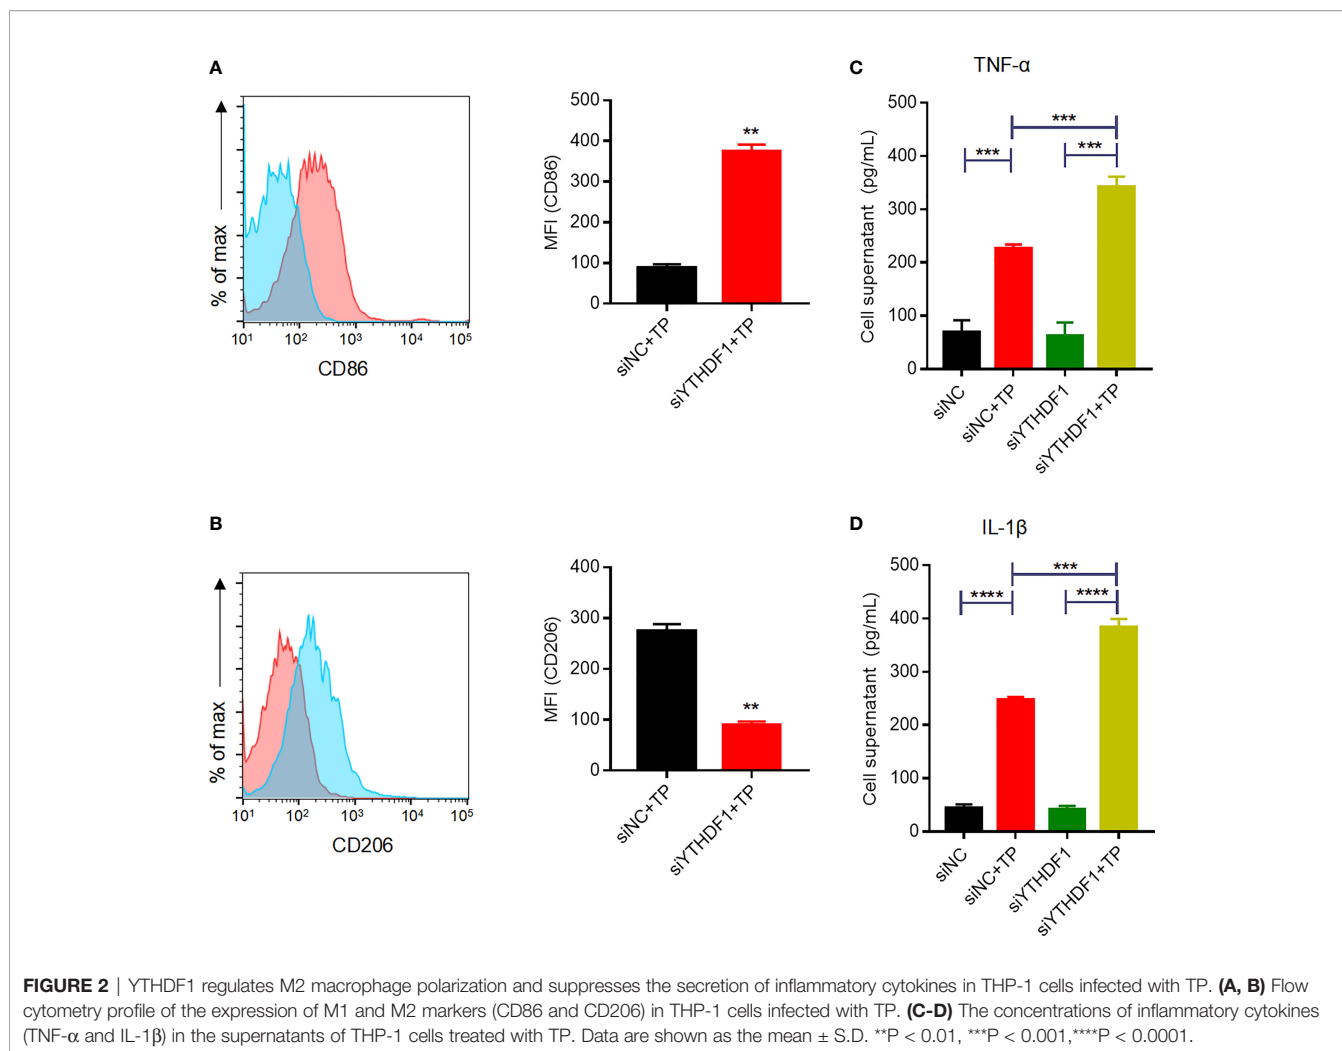 A
% of max
10¹ 10² 10³ 10⁴ 10⁵
CD86
MFI (CD86)
500
400
300
200
100
0
**
siNC+TP
siYTHDF1+TP
C
TNF-α
Cell supernatant (pg/mL)
500
400
300
200
100
0
***
***
***
siNC
siNC+TP
siYTHDF1
siYTHDF1+TP
B
% of max
10¹ 10² 10³ 10⁴ 10⁵
CD206
MFI (CD206)
400
300
200
100
0
**
siNC+TP
siYTHDF1+TP
D
IL-1β
Cell supernatant (pg/mL)
500
400
300
200
100
0
***
****
****
siNC
siNC+TP
siYTHDF1
siYTHDF1+TP
FIGURE 2 | YTHDF1 regulates M2 macrophage polarization and suppresses the secretion of inflammatory cytokines in THP-1 cells infected with TP. (A, B) Flow
cytometry profile of the expression of M1 and M2 markers (CD86 and CD206) in THP-1 cells infected with TP. (C-D) The concentrations of inflammatory cytokines
(TNF-α and IL-1β) in the supernatants of THP-1 cells treated with TP. Data are shown as the mean ± S.D. **P < 0.01, ***P < 0.001,****P < 0.0001.